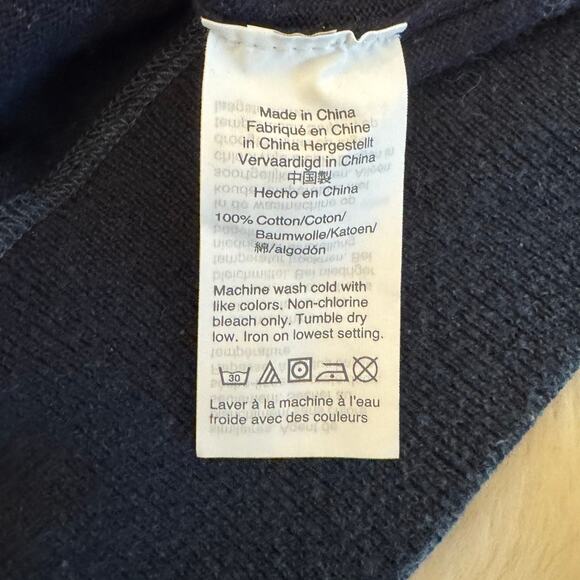 Made in China
Fabriqué en Chine
in China Hergestellt
Vervaardigd in China
中国製
Hecho en China
100% Cotton/Coton/
Baumwolle/Katoen/
綿/algodón
Machine wash cold with
like colors. Non-chlorine
bleach only. Tumble dry
low. Iron on lowest setting.
30
Laver à la machine à l'eau
froide avec des couleurs